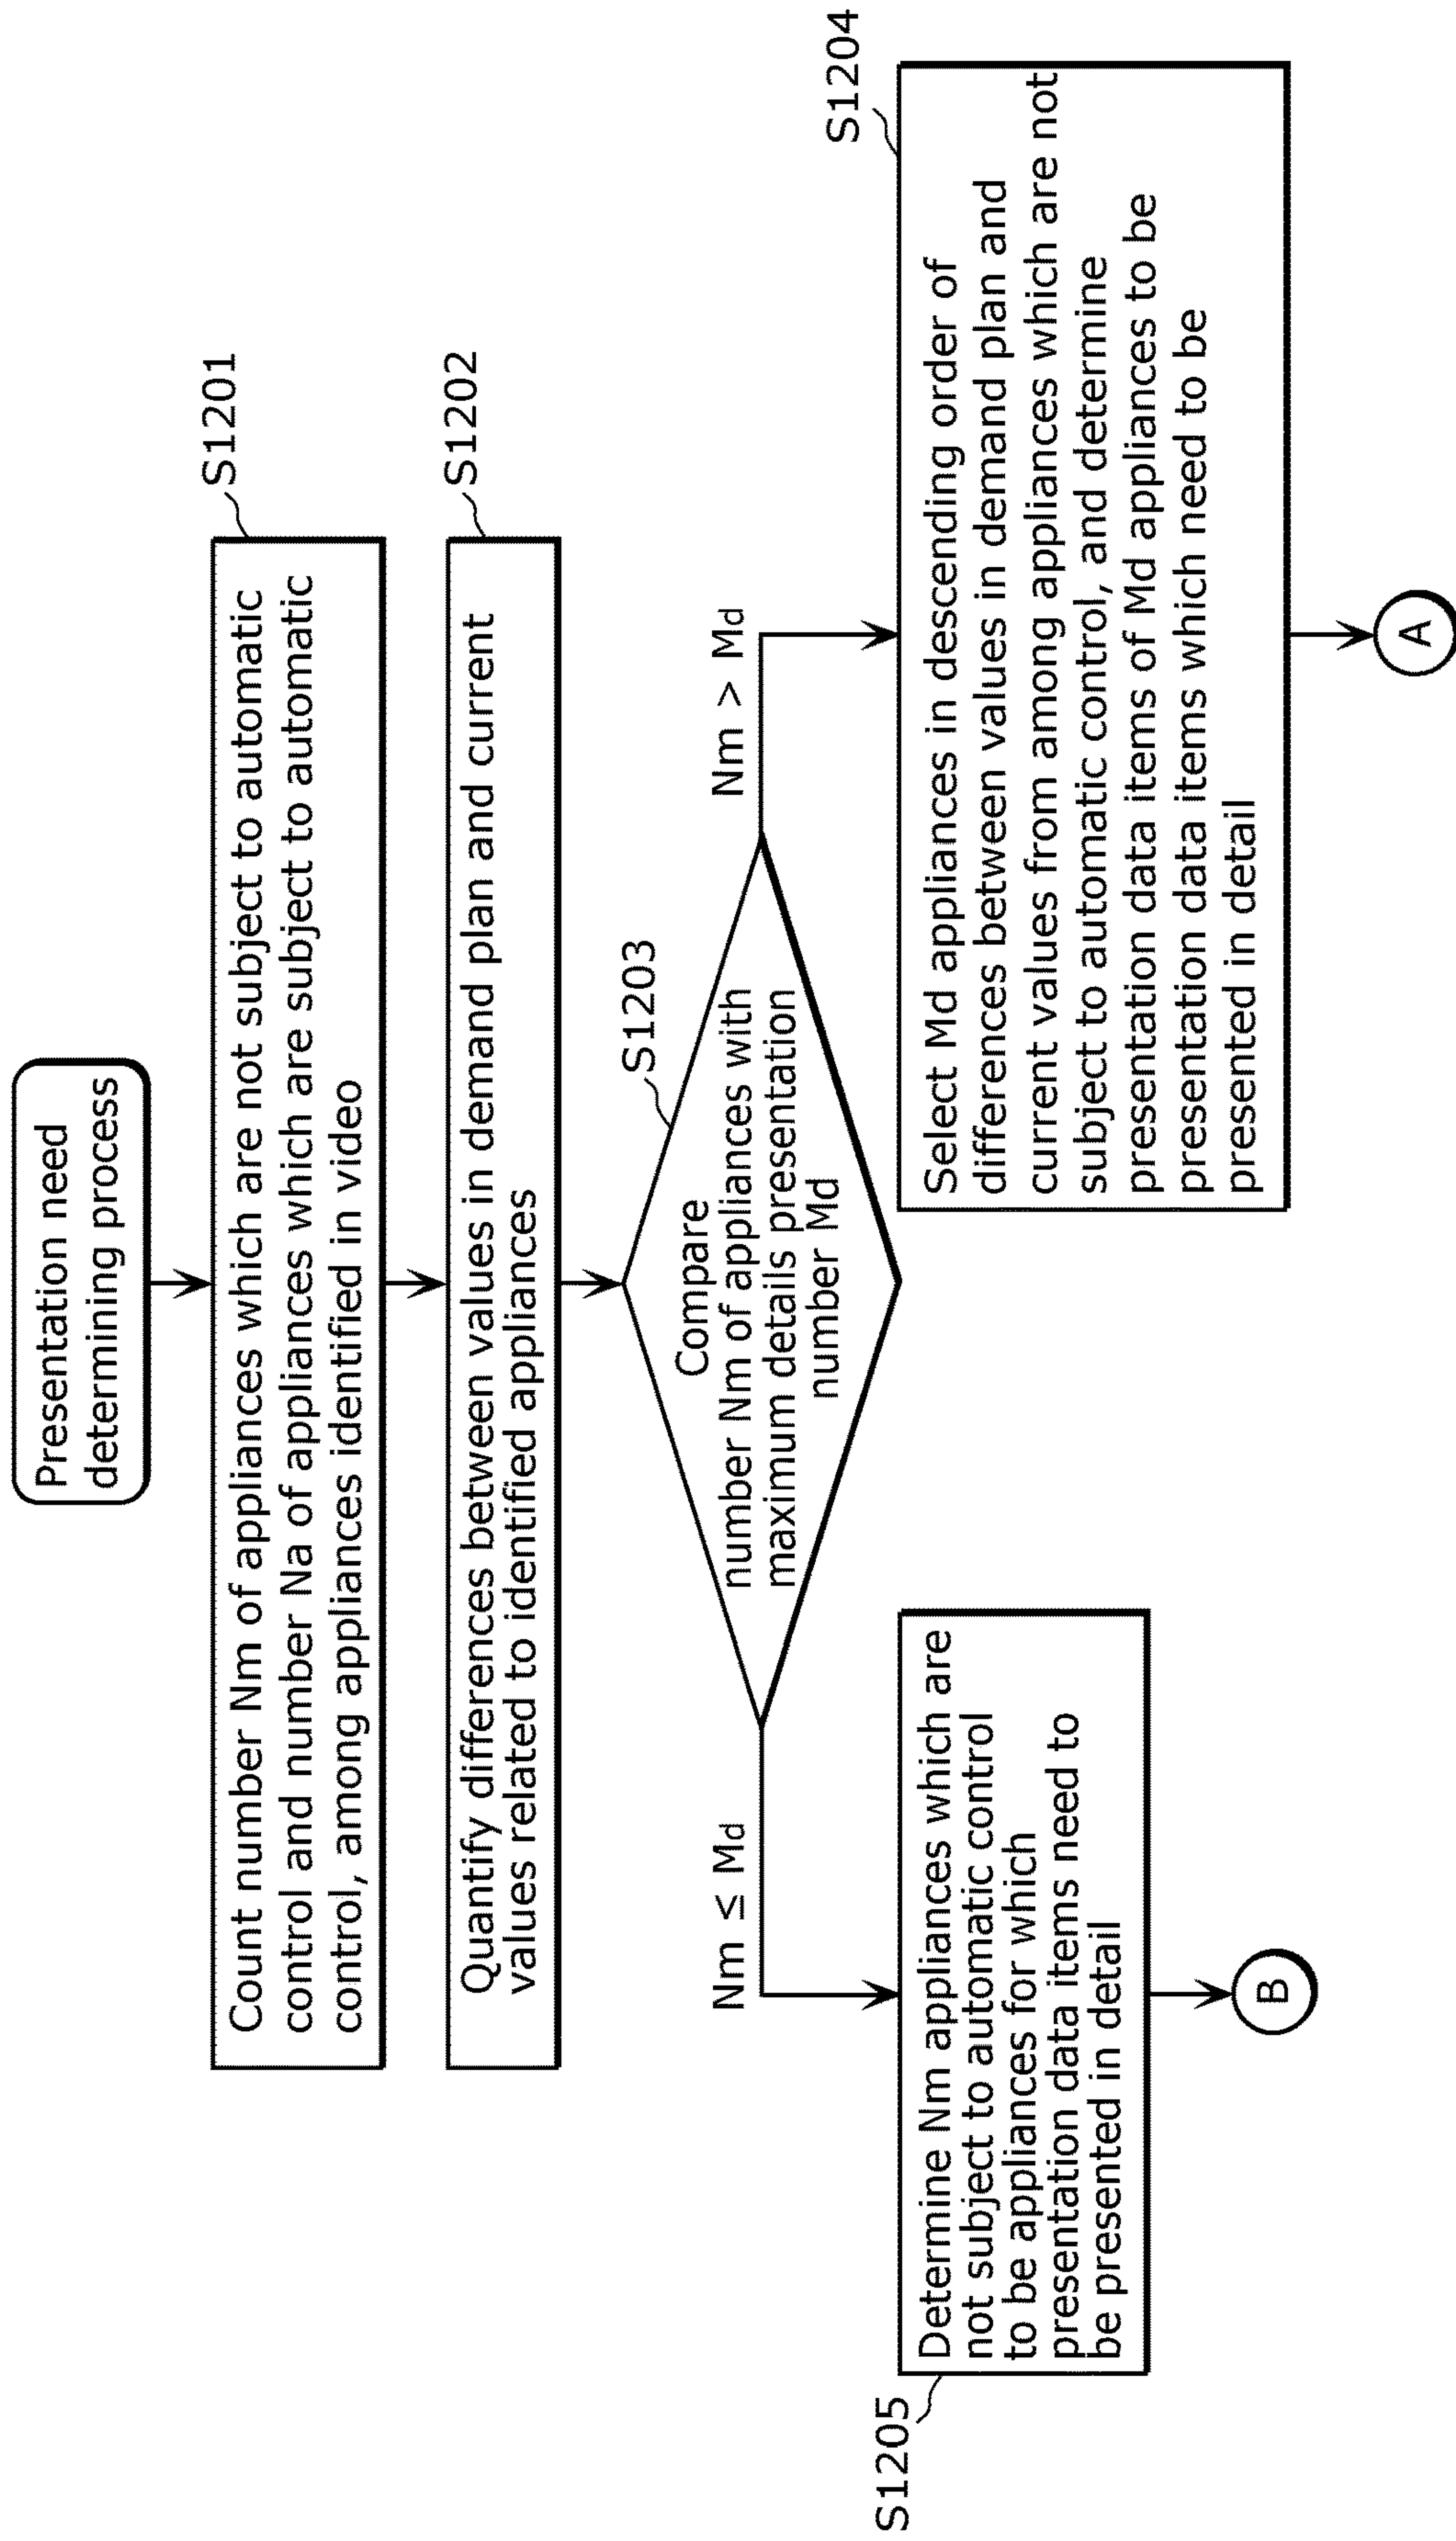 Presentation need
determining process
S1201
Count number Nm of appliances which are not subject to automatic
control and number Na of appliances which are subject to automatic
control, among appliances identified in video
S1202
Quantify differences between values in demand plan and current
values related to identified appliances
S1203
Compare
number Nm of appliances with
maximum details presentation
number Md
Nm ≤ Md
Nm > Md
S1205
Determine Nm appliances which are
not subject to automatic control
to be appliances for which
presentation data items need to
be presented in detail
B
S1204
Select Md appliances in descending order of
differences between values in demand plan and
current values from among appliances which are not
subject to automatic control, and determine
presentation data items of Md appliances to be
presentation data items which need to be
presented in detail
A